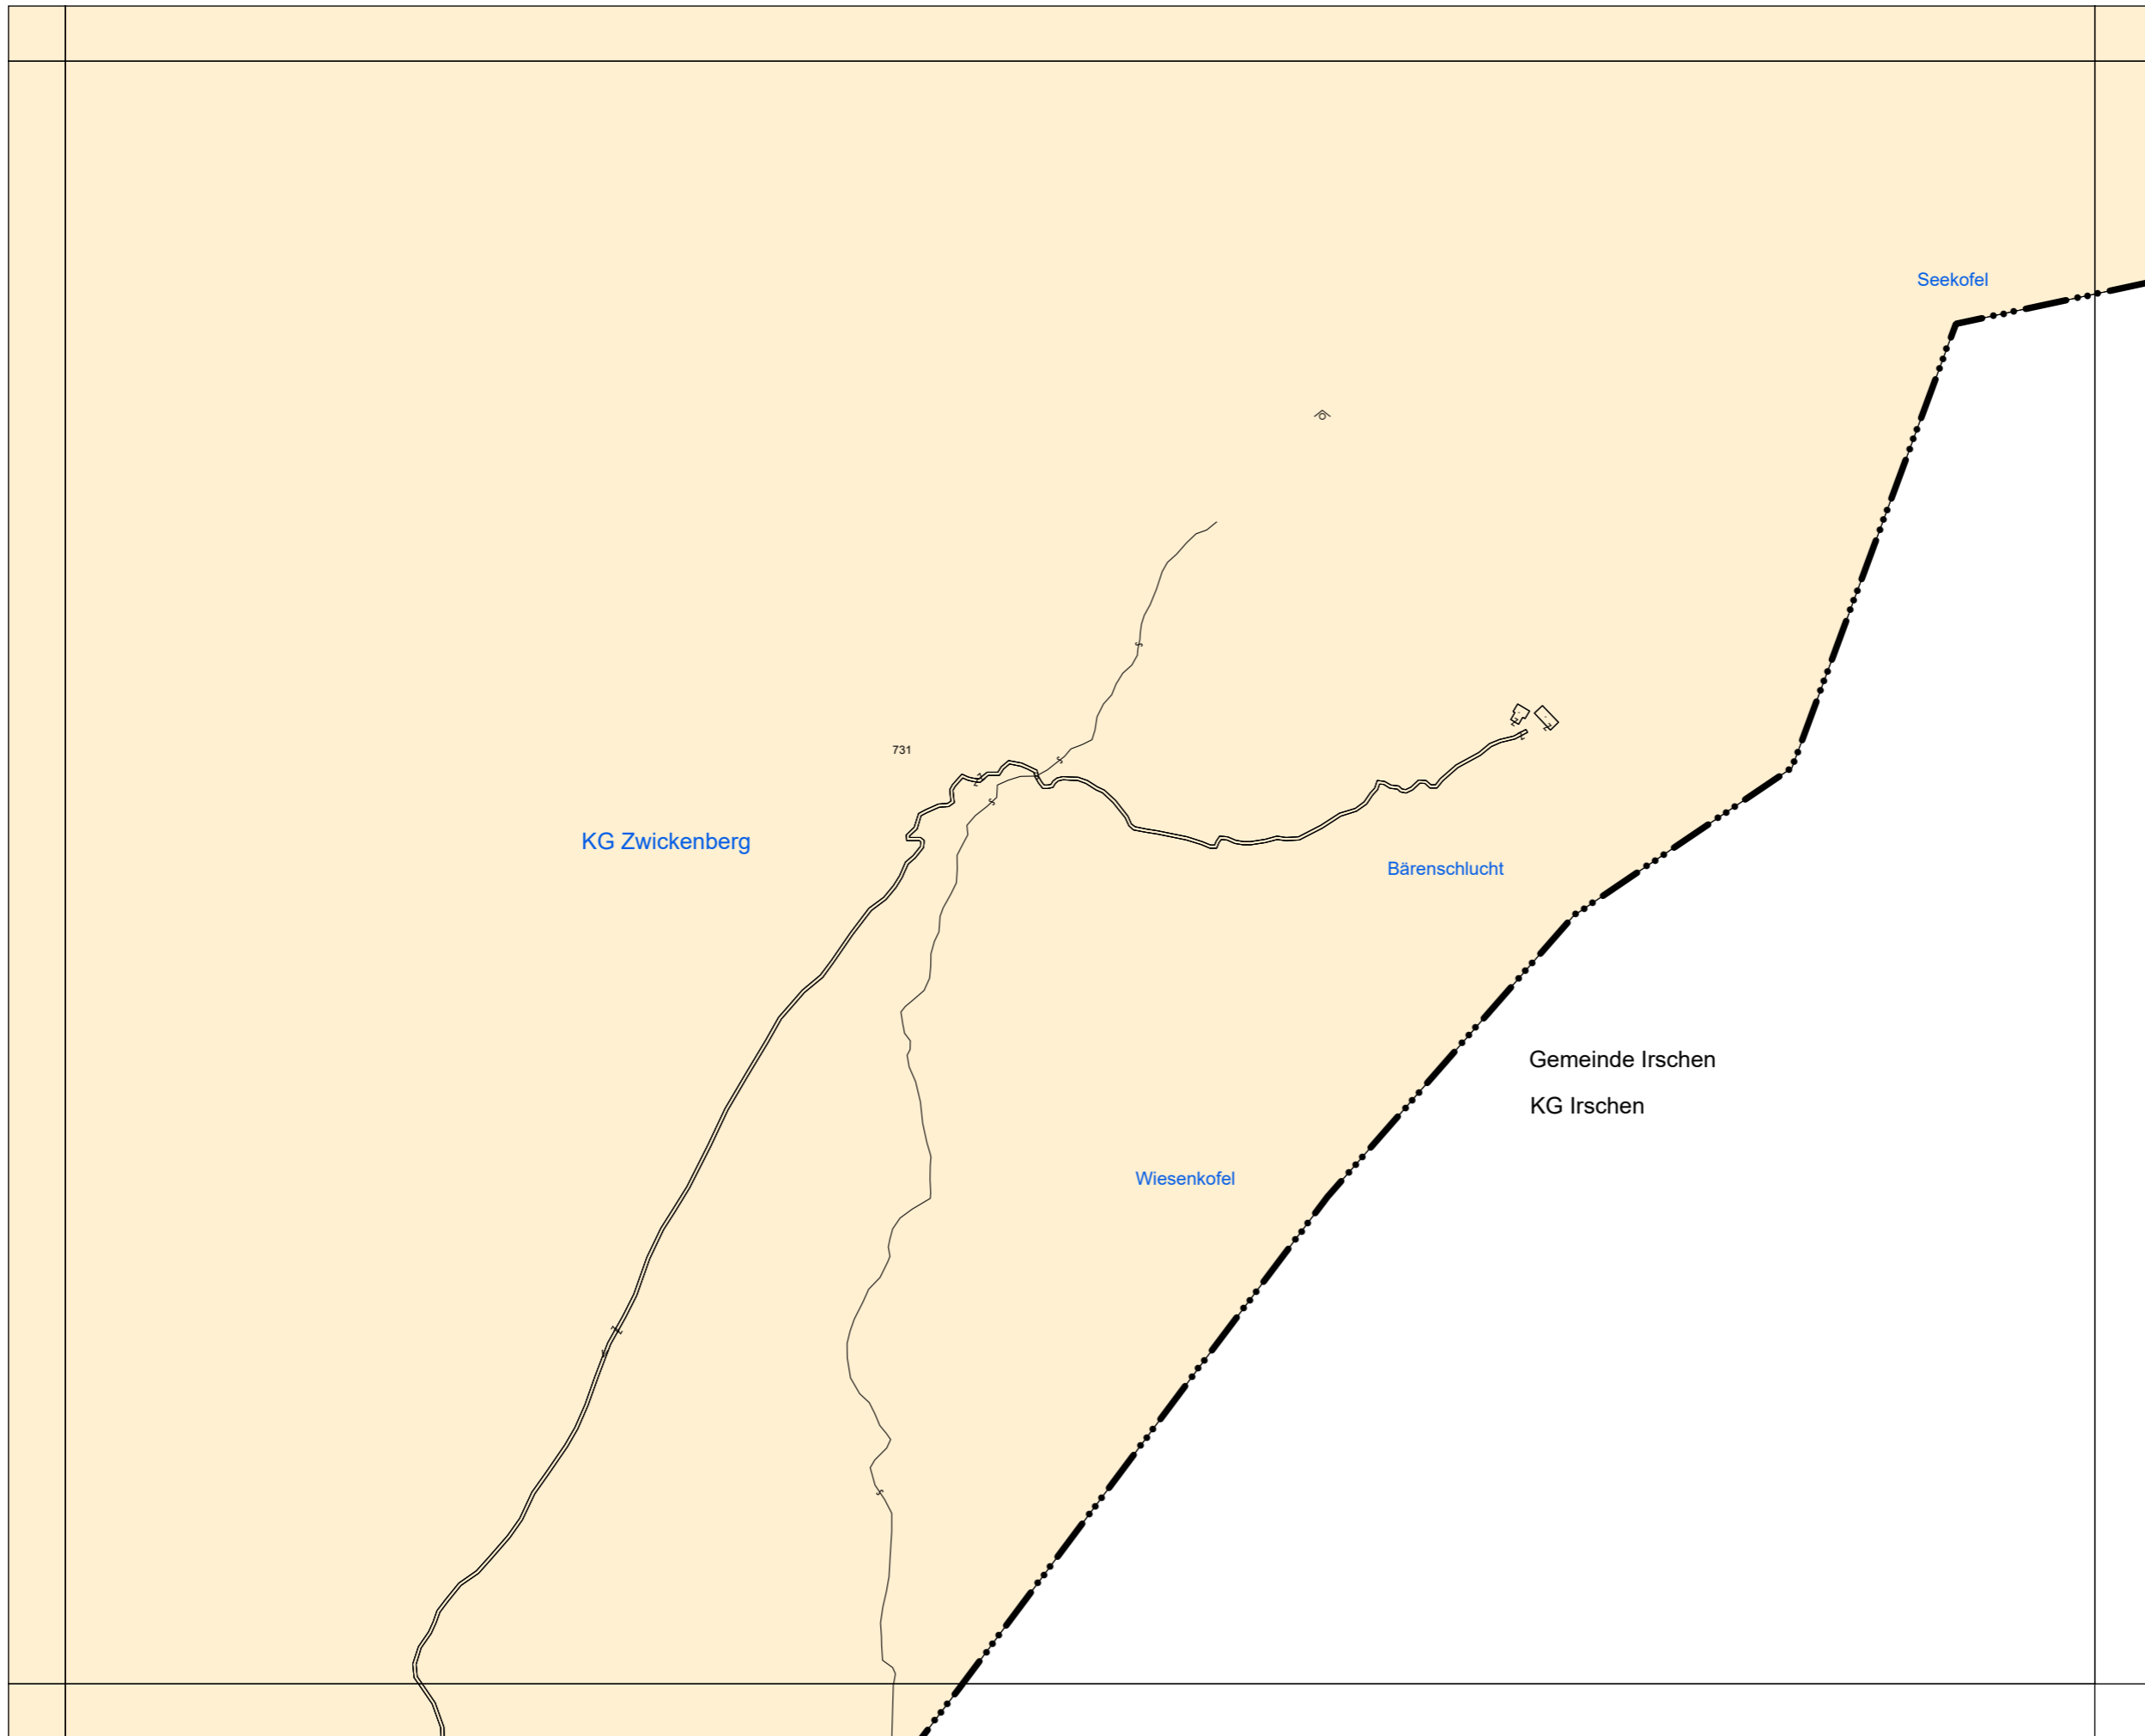 Seekofel
731
KG Zwickenberg
Bärenschlucht
Gemeinde Irschen
KG Irschen
Wiesenkofel